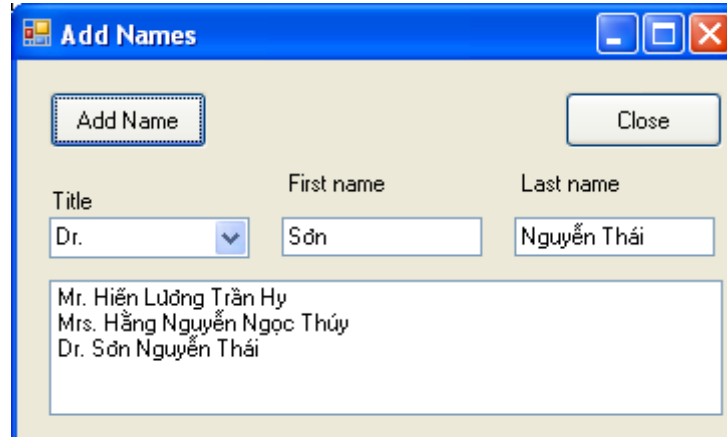 Add Names
Add Name
Close
Title
First name
Last name
Dr.
Sơn
Nguyễn Thái
Mr. Hiến Lương Trần Hy
Mrs. Hằng Nguyễn Ngọc Thúy
Dr. Sơn Nguyễn Thái